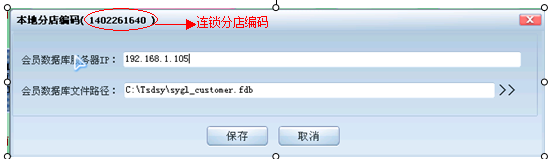 本地分店编码( 1402261640 ) 连锁分店编码
会员数据库服务器IP： 192.168.1.105
会员数据库文件路径： C:\Tsdsy\sygl_customer.fdb >>
保存 取消